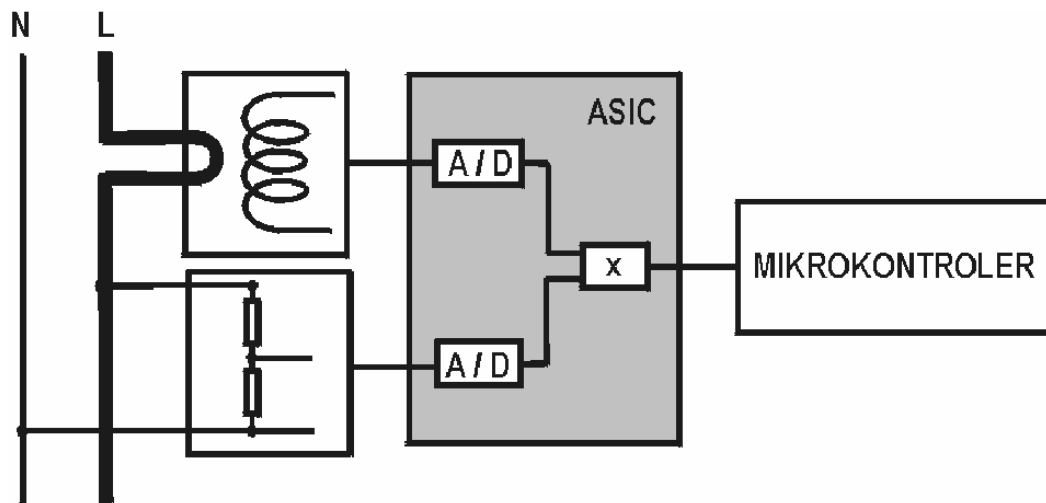 N L
ASIC
A / D
x
MIKROKONTROLER
A / D